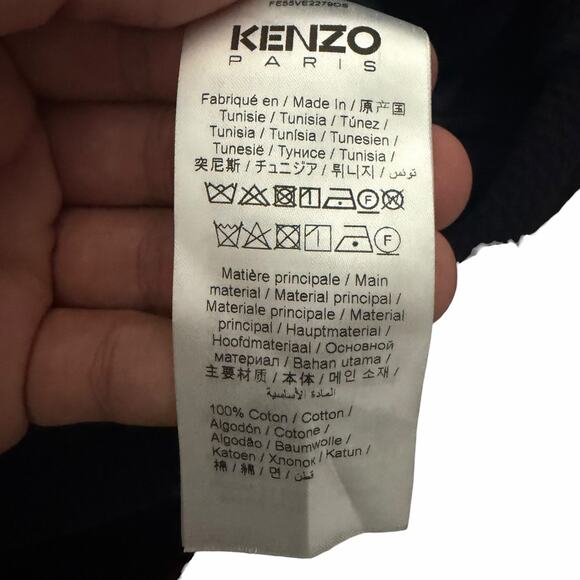 FE55VE2279OS
KENZO
PARIS
Fabriqué en / Made In / 原产国
Tunisie / Tunisia / Túnez /
Tunisia / Tunísia / Tunesien /
Tunesië / Тунисе / Tunisia /
突尼斯 / チュニジア / 튀니지 / تونس
F W
F
Matière principale / Main
material / Material principal /
Materiale principale / Material
principal / Hauptmaterial /
Hoofdmateriaal / Основной
материал / Bahan utama /
主要材质 / 本体 / 메인 소재 /
المادة الأساسية
100% Coton / Cotton /
Algodón / Cotone /
Algodão / Baumwolle /
Katoen / Хлопок / Katun /
棉 / 綿 / 면 / قطن